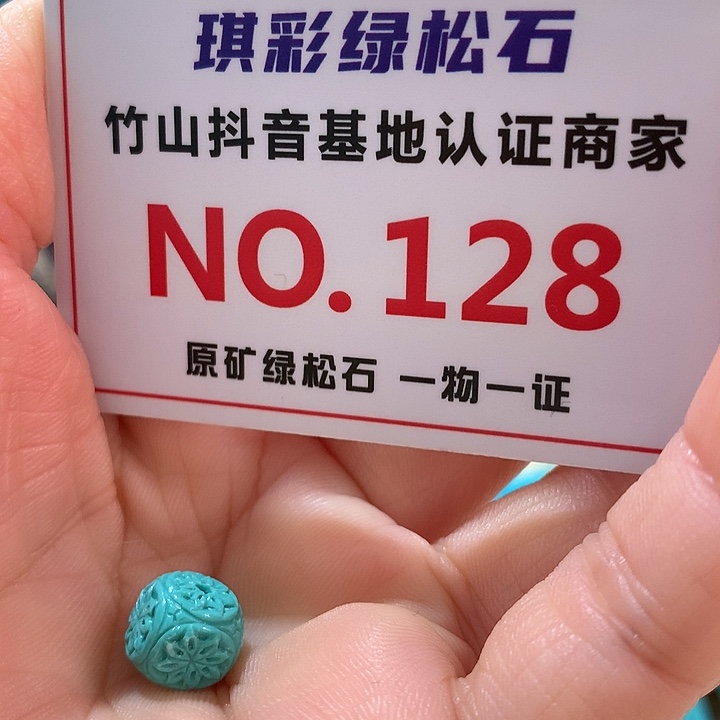 琪彩绿松石
竹山抖音基地认证商家
NO.128
原矿绿松石 一物一证